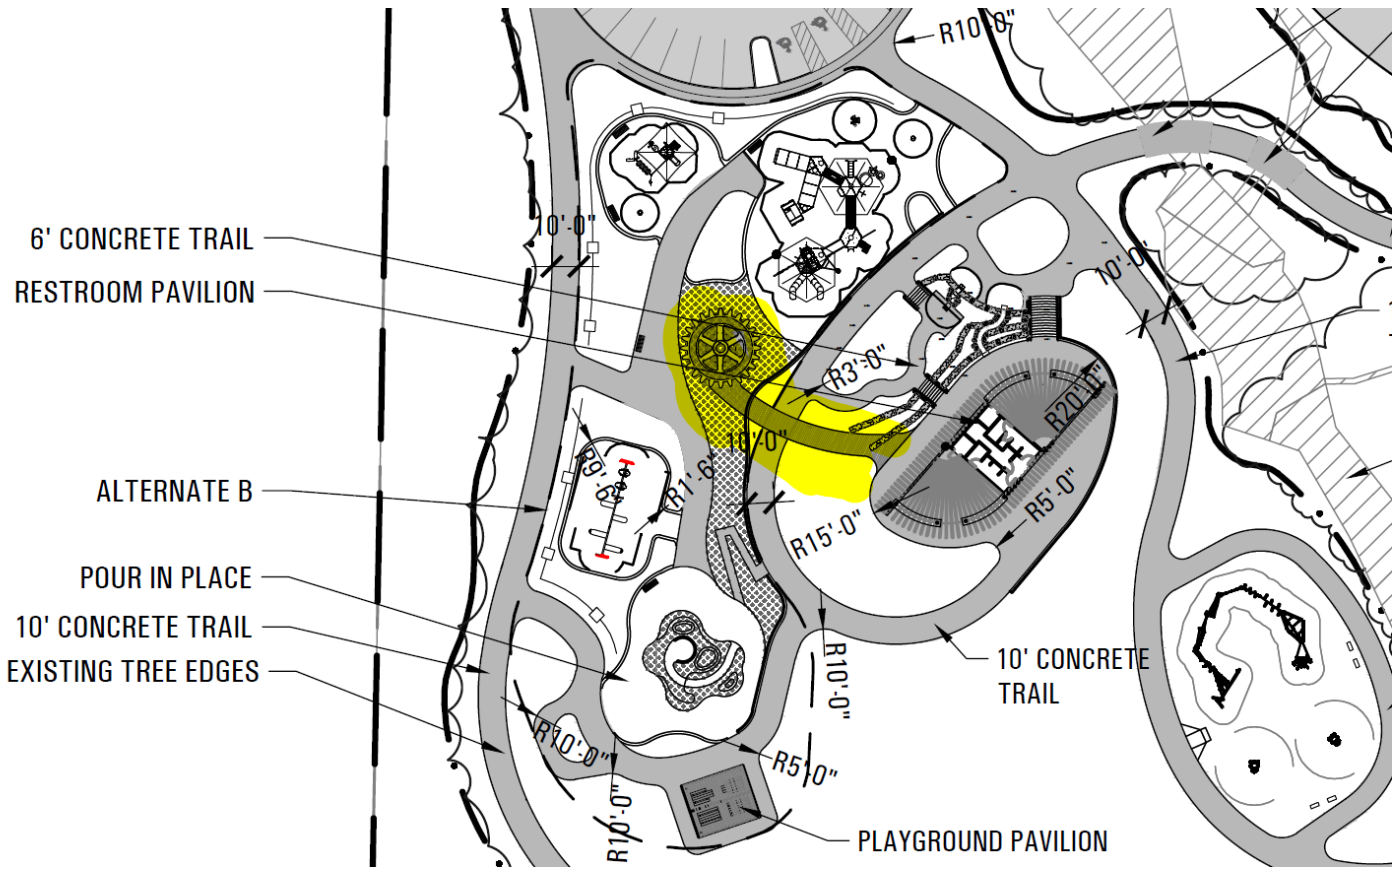 R10'-0"
6' CONCRETE TRAIL
10'-0"
RESTROOM PAVILION
10'-0"
R3'-0"
R20'-0"
10'-0"
R9'-6"
R1'-6"
ALTERNATE B
R5'-0"
R15'-0"
POUR IN PLACE
10' CONCRETE TRAIL
EXISTING TREE EDGES
10' CONCRETE
TRAIL
R10'-0"
R10'-0"
R5'-0"
R10'-0"
PLAYGROUND PAVILION